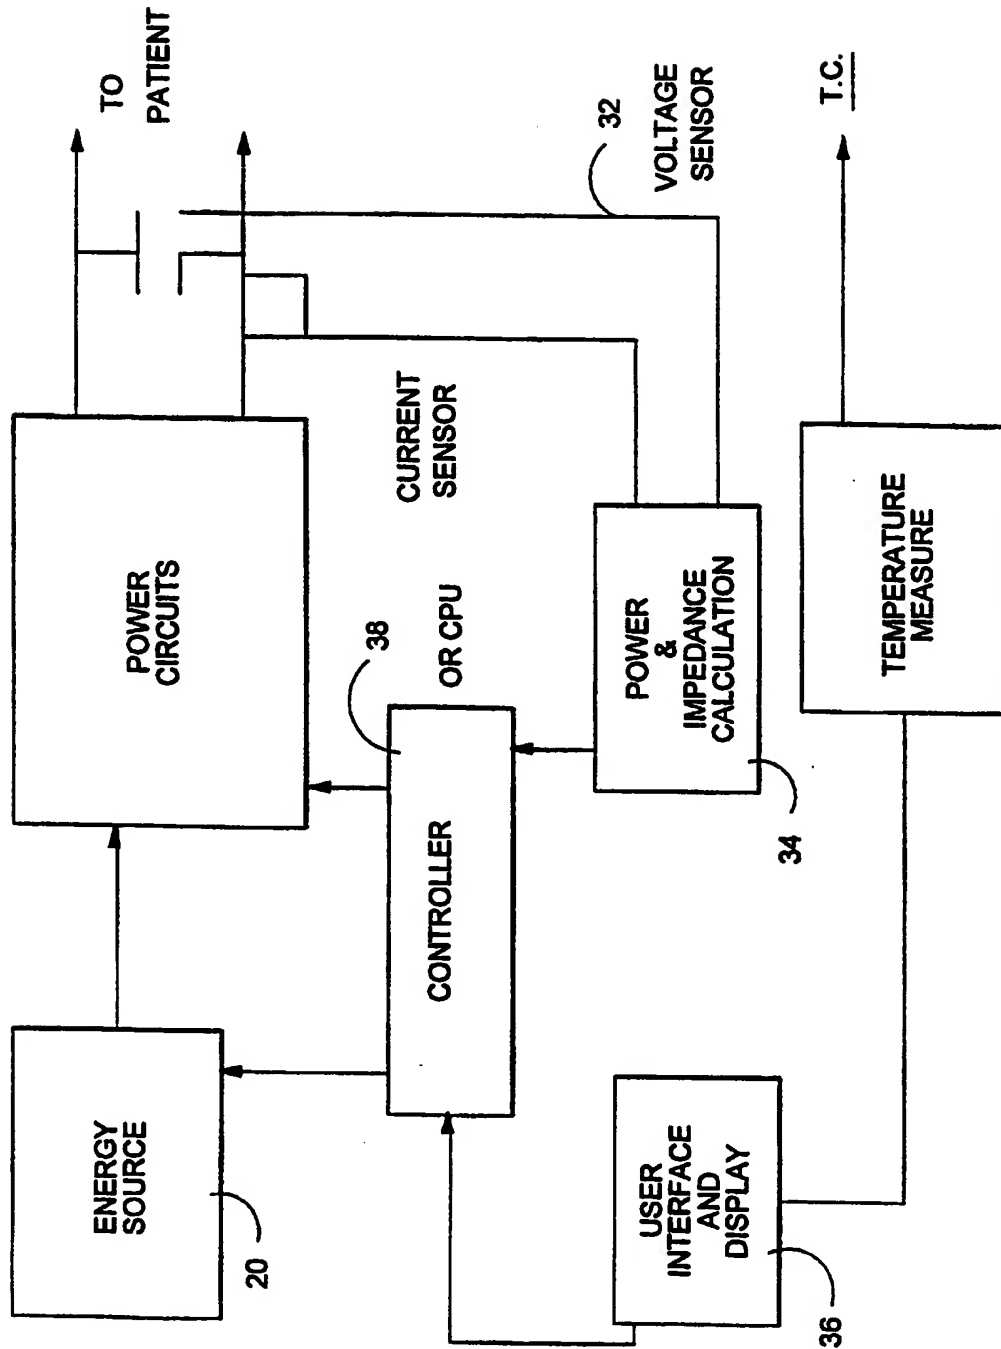 ENERGY
SOURCE
20
POWER
CIRCUITS
TO
PATIENT
CONTROLLER
38
OR CPU
CURRENT
SENSOR
32
VOLTAGE
SENSOR
USER
INTERFACE
AND
DISPLAY
36
POWER
&
IMPEDANCE
CALCULATION
34
TEMPERATURE
MEASURE
T.C.